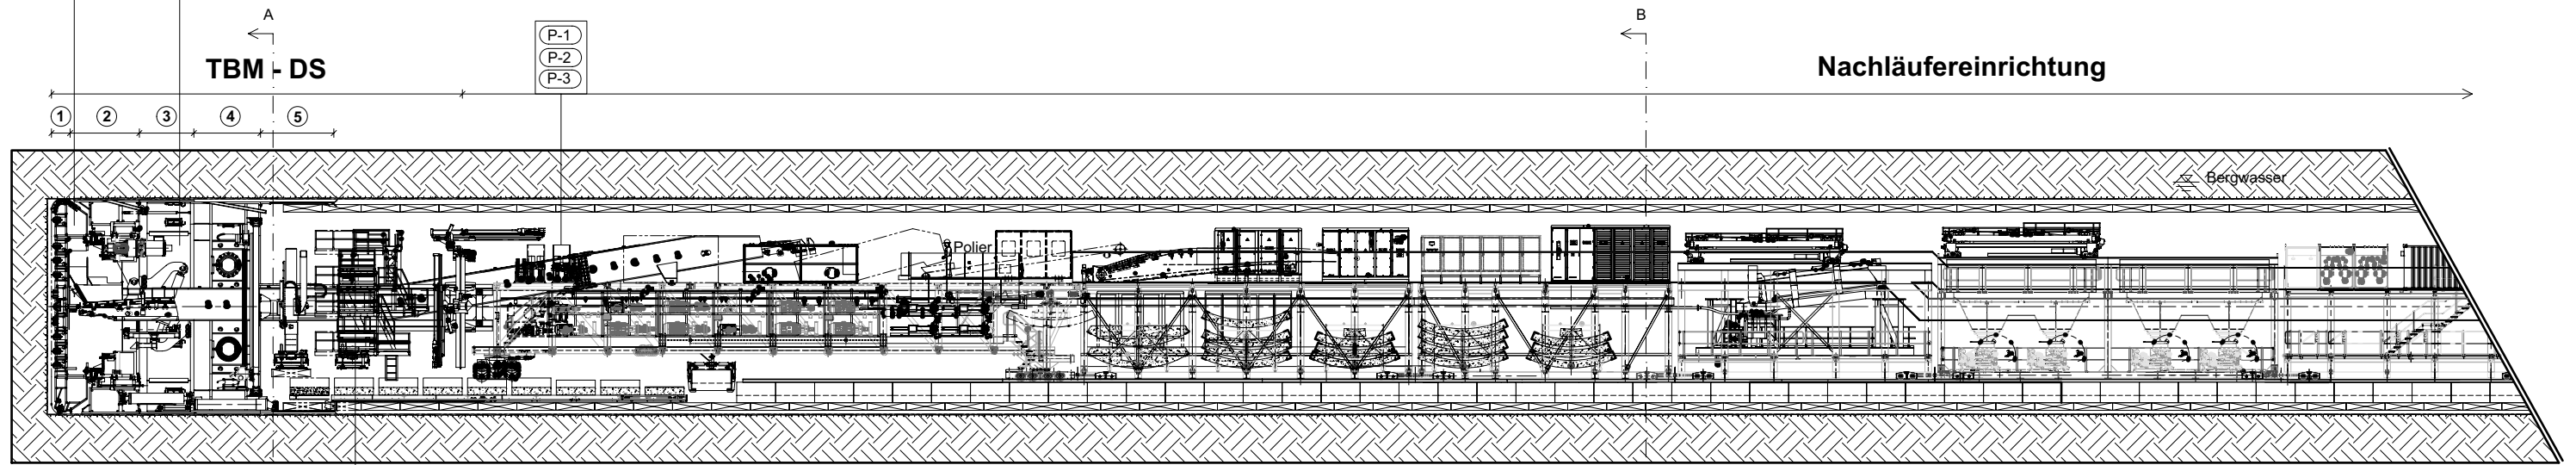 A
B
P-1
P-2
P-3
TBM - DS
Nachläufereinrichtung
1
2
3
4
5
Bergwasser
Polier